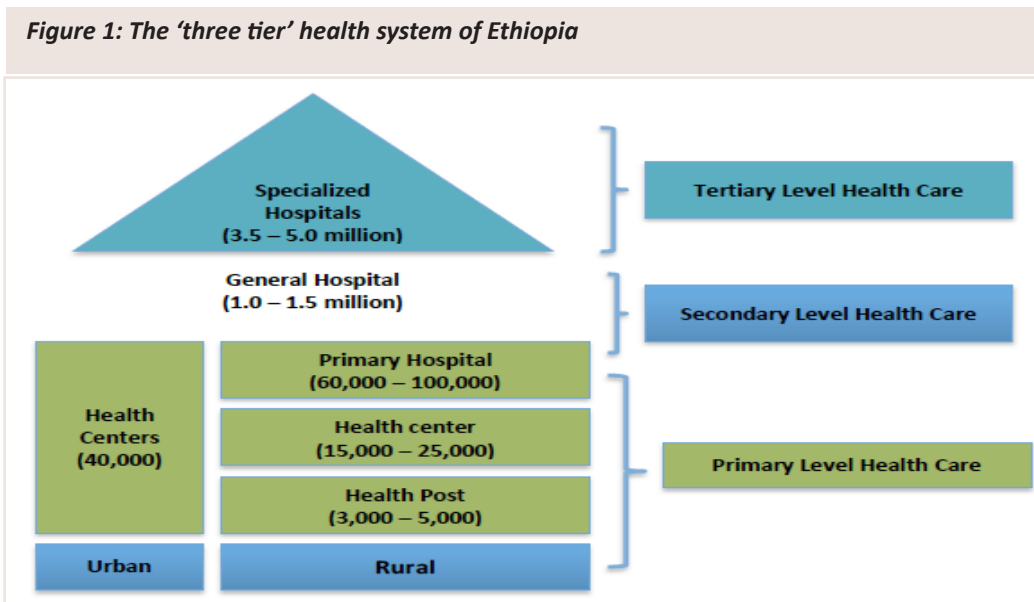 Figure 1: The ‘three tier’ health system of Ethiopia
Specialized
Hospitals
(3.5 – 5.0 million)
Tertiary Level Health Care
General Hospital
(1.0 – 1.5 million)
Secondary Level Health Care
Health
Centers
(40,000)
Primary Hospital
(60,000 – 100,000)
Health center
(15,000 – 25,000)
Health Post
(3,000 – 5,000)
Primary Level Health Care
Urban
Rural